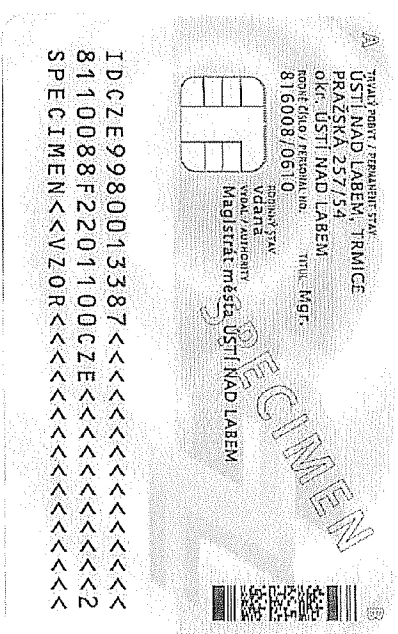 A
TRVALÝ POBYT / PERMANENT STAY
ÚSTÍ NAD LABEM, TRMICE
PRAŽSKÁ 257/54
okr. ÚSTÍ NAD LABEM
RODNÉ ČÍSLO / PERSONAL NO.
816008/0610
TITUL Mgr.
RODINNÝ STAV
vdaná
VYDAL / AUTHORITY
Magistrát města ÚSTÍ NAD LABEM
SPECIMEN
B
IDCZE9980013387<<<<<<<<<<<<<<<
8110088F2201100CZE<<<<<<<<<<<2
SPECIMEN<<VZOR<<<<<<<<<<<<<<<<